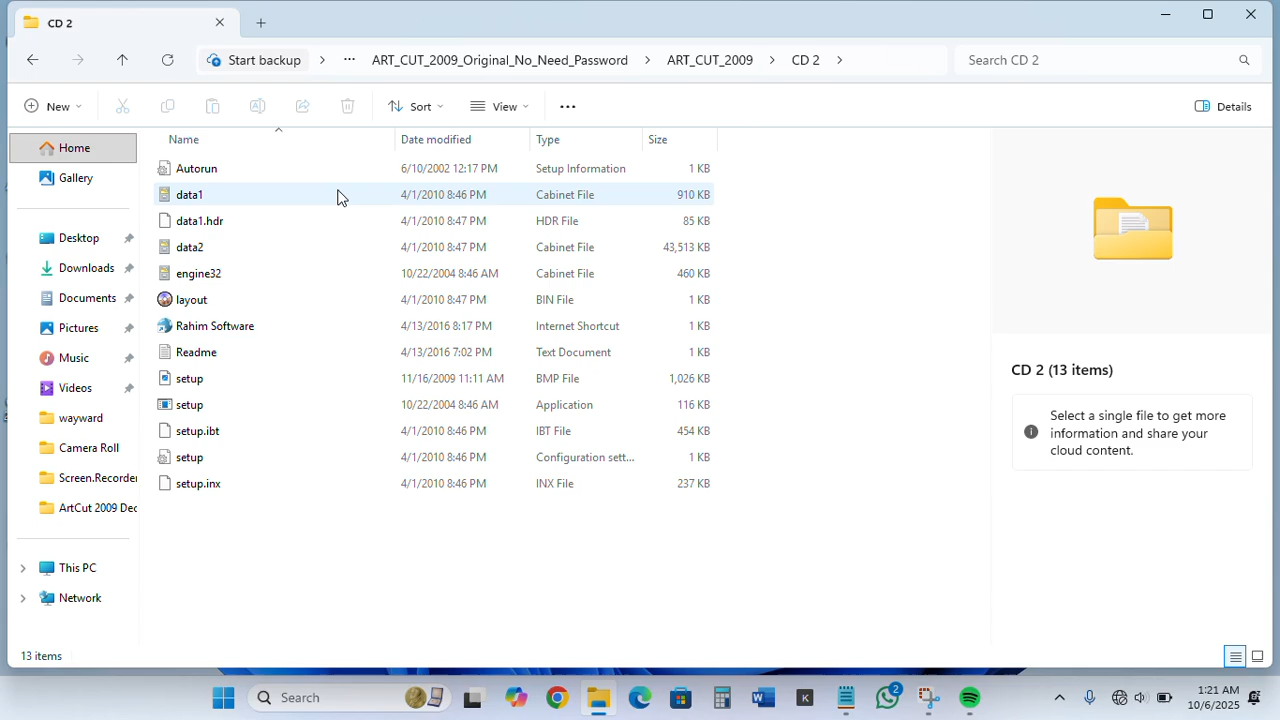 CD 2
Start backup
ART_CUT_2009_Original_No_Need_Password
ART_CUT_2009
CD 2
Search CD 2
New
Sort
View
Details
Name Date modified Type Size
Autorun 6/10/2002 12:17 PM Setup Information 1 KB
data1 4/1/2010 8:46 PM Cabinet File 910 KB
data1.hdr 4/1/2010 8:47 PM HDR File 85 KB
data2 4/1/2010 8:47 PM Cabinet File 43,513 KB
engine32 10/22/2004 8:46 AM Cabinet File 460 KB
layout 4/1/2010 8:47 PM BIN File 1 KB
Rahim Software 4/13/2016 8:17 PM Internet Shortcut 1 KB
Readme 4/13/2016 7:02 PM Text Document 1 KB
setup 11/16/2009 11:11 AM BMP File 1,026 KB
setup 10/22/2004 8:46 AM Application 116 KB
setup.ibt 4/1/2010 8:46 PM IBT File 454 KB
setup 4/1/2010 8:46 PM Configuration sett... 1 KB
setup.inx 4/1/2010 8:46 PM INX File 237 KB
Home
Gallery
Desktop
Downloads
Documents
Pictures
Music
Videos
wayward
Camera Roll
Screen.Recorder
ArtCut 2009 Dec
This PC
Network
CD 2 (13 items)
Select a single file to get more
information and share your
cloud content.
13 items
Search
K
2
1:21 AM
10/6/2025